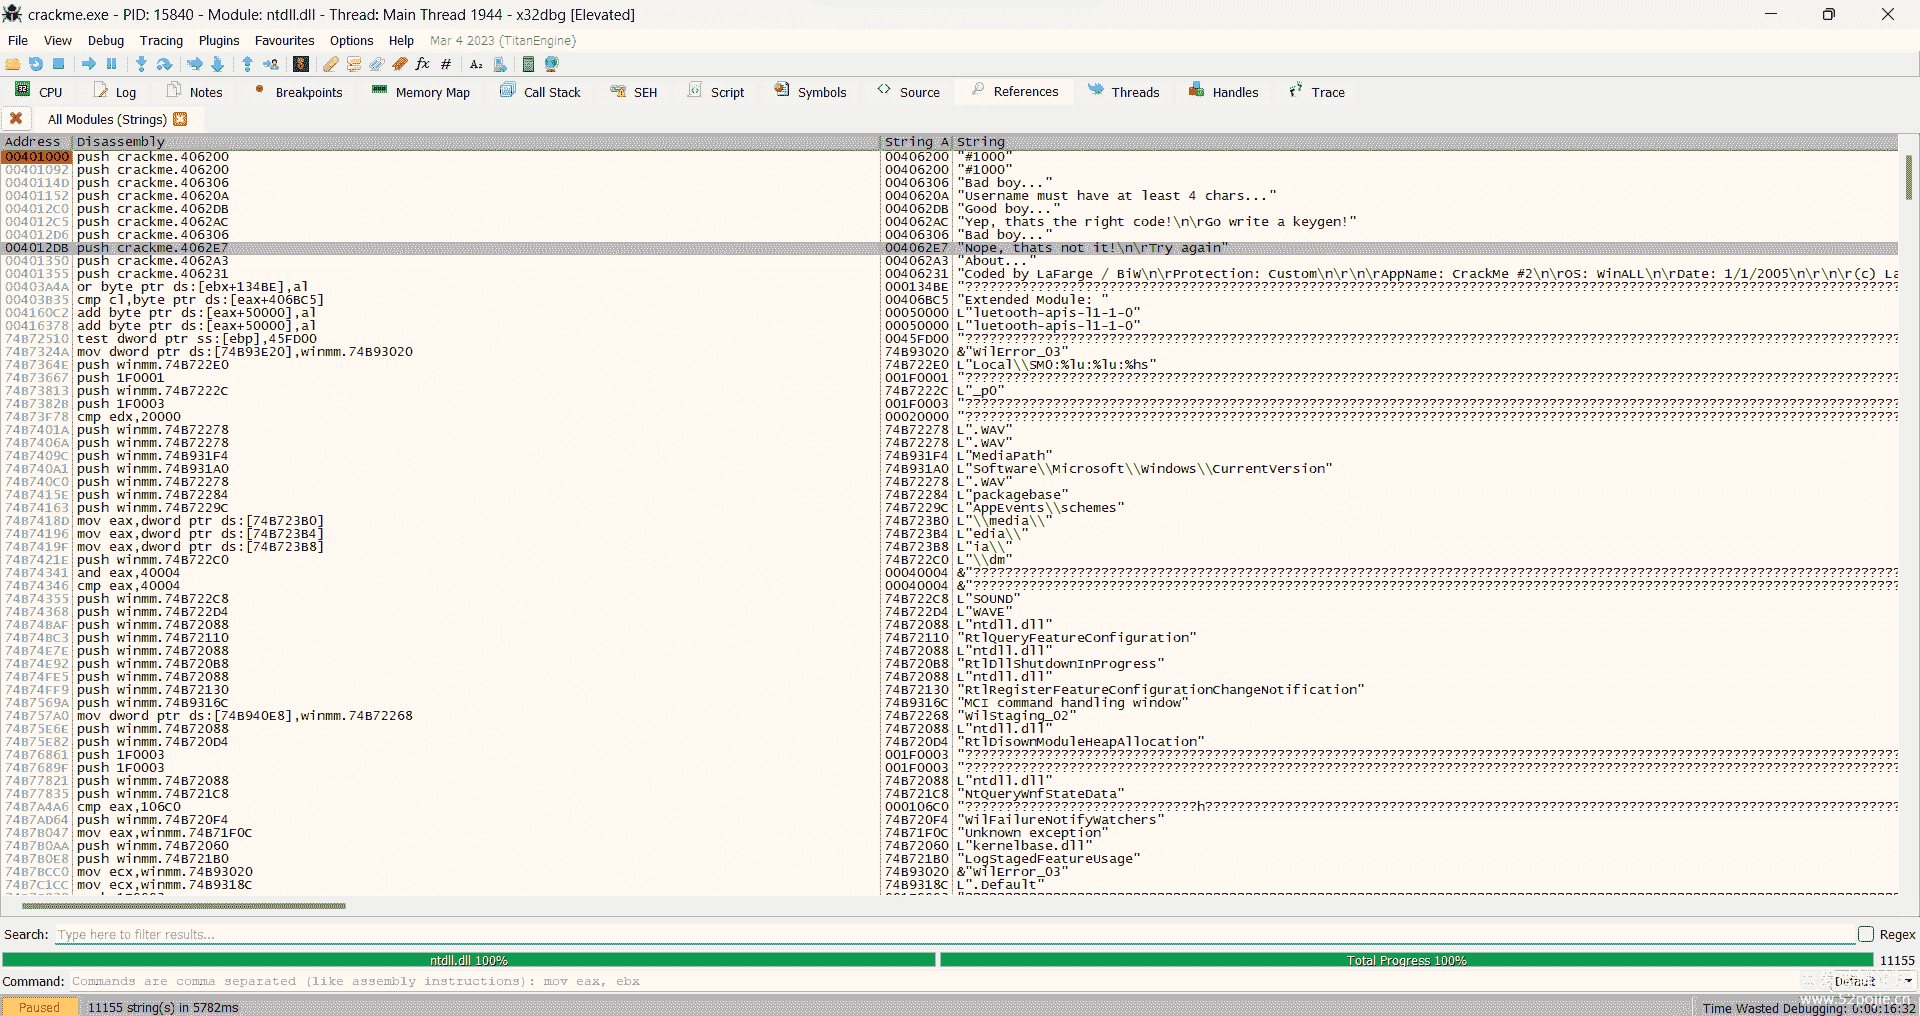 crackme.exe - PID: 15840 - Module: ntdll.dll - Thread: Main Thread 1944 - x32dbg [Elevated]
File View Debug Tracing Plugins Favourites Options Help Mar 4 2023 (TitanEngine)
CPU Log Notes Breakpoints Memory Map Call Stack SEH Script Symbols Source References Threads Handles Trace
All Modules (Strings)
Address Disassembly String A String
00401000 push crackme.406200 00406200 "#1000"
00401092 push crackme.406200 00406200 "#1000"
0040114D push crackme.406306 00406306 "Bad boy..."
00401152 push crackme.40620A 0040620A "Username must have at least 4 chars..."
004012C0 push crackme.4062DB 004062DB "Good boy..."
004012C5 push crackme.4062AC 004062AC "Yep, thats the right code!\n\rGo write a keygen!"
004012D6 push crackme.406306 00406306 "Bad boy..."
004012DB push crackme.4062E7 004062E7 "Nope, thats not it!\n\rTry again"
00401350 push crackme.4062A3 004062A3 "About..."
00401355 push crackme.406231 00406231 "Coded by LaFarge / BiW\n\rProtection: Custom\n\r\n\rAppName: CrackMe #2\n\rOS: WinALL\n\rDate: 1/1/2005\n\r\n\r(c) La
00403A4A or byte ptr ds:[ebx+134BE],al 000134BE
00403B35 cmp cl,byte ptr ds:[eax+406BC5] 00406BC5 "Extended Module: "
004160C2 add byte ptr ds:[eax+50000],al 00050000 L"luetooth-apis-l1-1-0"
00416378 add byte ptr ds:[eax+50000],al 00050000 L"luetooth-apis-l1-1-0"
74B72510 test dword ptr ss:[ebp],45FD00 0045FD00
74B7324A mov dword ptr ds:[74B93E20],winmm.74B93020 74B93020 &"WilError_03"
74B7364E push winmm.74B722E0 74B722E0 L"Local\\SM0:%lu:%lu:%hs"
74B73667 push 1F0001 001F0001
74B73813 push winmm.74B7222C 74B7222C L"_p0"
74B7382B push 1F0003 001F0003
74B73F78 cmp edx,20000 00020000
74B7401A push winmm.74B72278 74B72278 L".WAV"
74B7406A push winmm.74B72278 74B72278 L".WAV"
74B7409C push winmm.74B931F4 74B931F4 L"MediaPath"
74B740A1 push winmm.74B931A0 74B931A0 L"Software\\Microsoft\\Windows\\CurrentVersion"
74B740C0 push winmm.74B72278 74B72278 L".WAV"
74B7415E push winmm.74B72284 74B72284 L"packagebase"
74B74163 push winmm.74B7229C 74B7229C L"AppEvents\\schemes"
74B7418D mov eax,dword ptr ds:[74B723B0] 74B723B0 L"\\media\\"
74B74196 mov eax,dword ptr ds:[74B723B4] 74B723B4 L"edia\\"
74B7419F mov eax,dword ptr ds:[74B723B8] 74B723B8 L"ia\\"
74B7421E push winmm.74B722C0 74B722C0 L"\\dm"
74B74341 and eax,40004 00040004
74B74346 cmp eax,40004 00040004
74B74355 push winmm.74B722C8 74B722C8 L"SOUND"
74B74368 push winmm.74B722D4 74B722D4 L"WAVE"
74B74BAF push winmm.74B72088 74B72088 L"ntdll.dll"
74B74BC3 push winmm.74B72110 74B72110 "RtlQueryFeatureConfiguration"
74B74E7E push winmm.74B72088 74B72088 L"ntdll.dll"
74B74E92 push winmm.74B720B8 74B720B8 "RtlDllShutdownInProgress"
74B74FE5 push winmm.74B72088 74B72088 L"ntdll.dll"
74B74FF9 push winmm.74B72130 74B72130 "RtlRegisterFeatureConfigurationChangeNotification"
74B7569A push winmm.74B9316C 74B9316C "MCI command handling window"
74B757A0 mov dword ptr ds:[74B940E8],winmm.74B72268 74B72268 "WilStaging_02"
74B75E6E push winmm.74B72088 74B72088 L"ntdll.dll"
74B75E82 push winmm.74B720D4 74B720D4 "RtlDisownModuleHeapAllocation"
74B76861 push 1F0003 001F0003
74B7689F push 1F0003 001F0003
74B77821 push winmm.74B72088 74B72088 L"ntdll.dll"
74B77835 push winmm.74B721C8 74B721C8 "NtQueryWnfStateData"
74B7A4A6 cmp eax,106C0 000106C0
74B7AD64 push winmm.74B720F4 74B720F4 "WilFailureNotifyWatchers"
74B7B047 mov eax,winmm.74B71F0C 74B71F0C "Unknown exception"
74B7B0AA push winmm.74B72060 74B72060 L"kernelbase.dll"
74B7B0E8 push winmm.74B721B0 74B721B0 "LogStagedFeatureUsage"
74B7BCC0 mov ecx,winmm.74B93020 74B93020 &"WilError_03"
74B7C1CC mov ecx,winmm.74B9318C 74B9318C L".Default"
Search: Type here to filter results... Regex
ntdll.dll 100% Total Progress 100% 11155
Command: Commands are comma separated (like assembly instructions): mov eax, ebx Default
Paused 11155 string(s) in 5782ms Time Wasted Debugging: 0:00:16:32
www.52pojie.cn